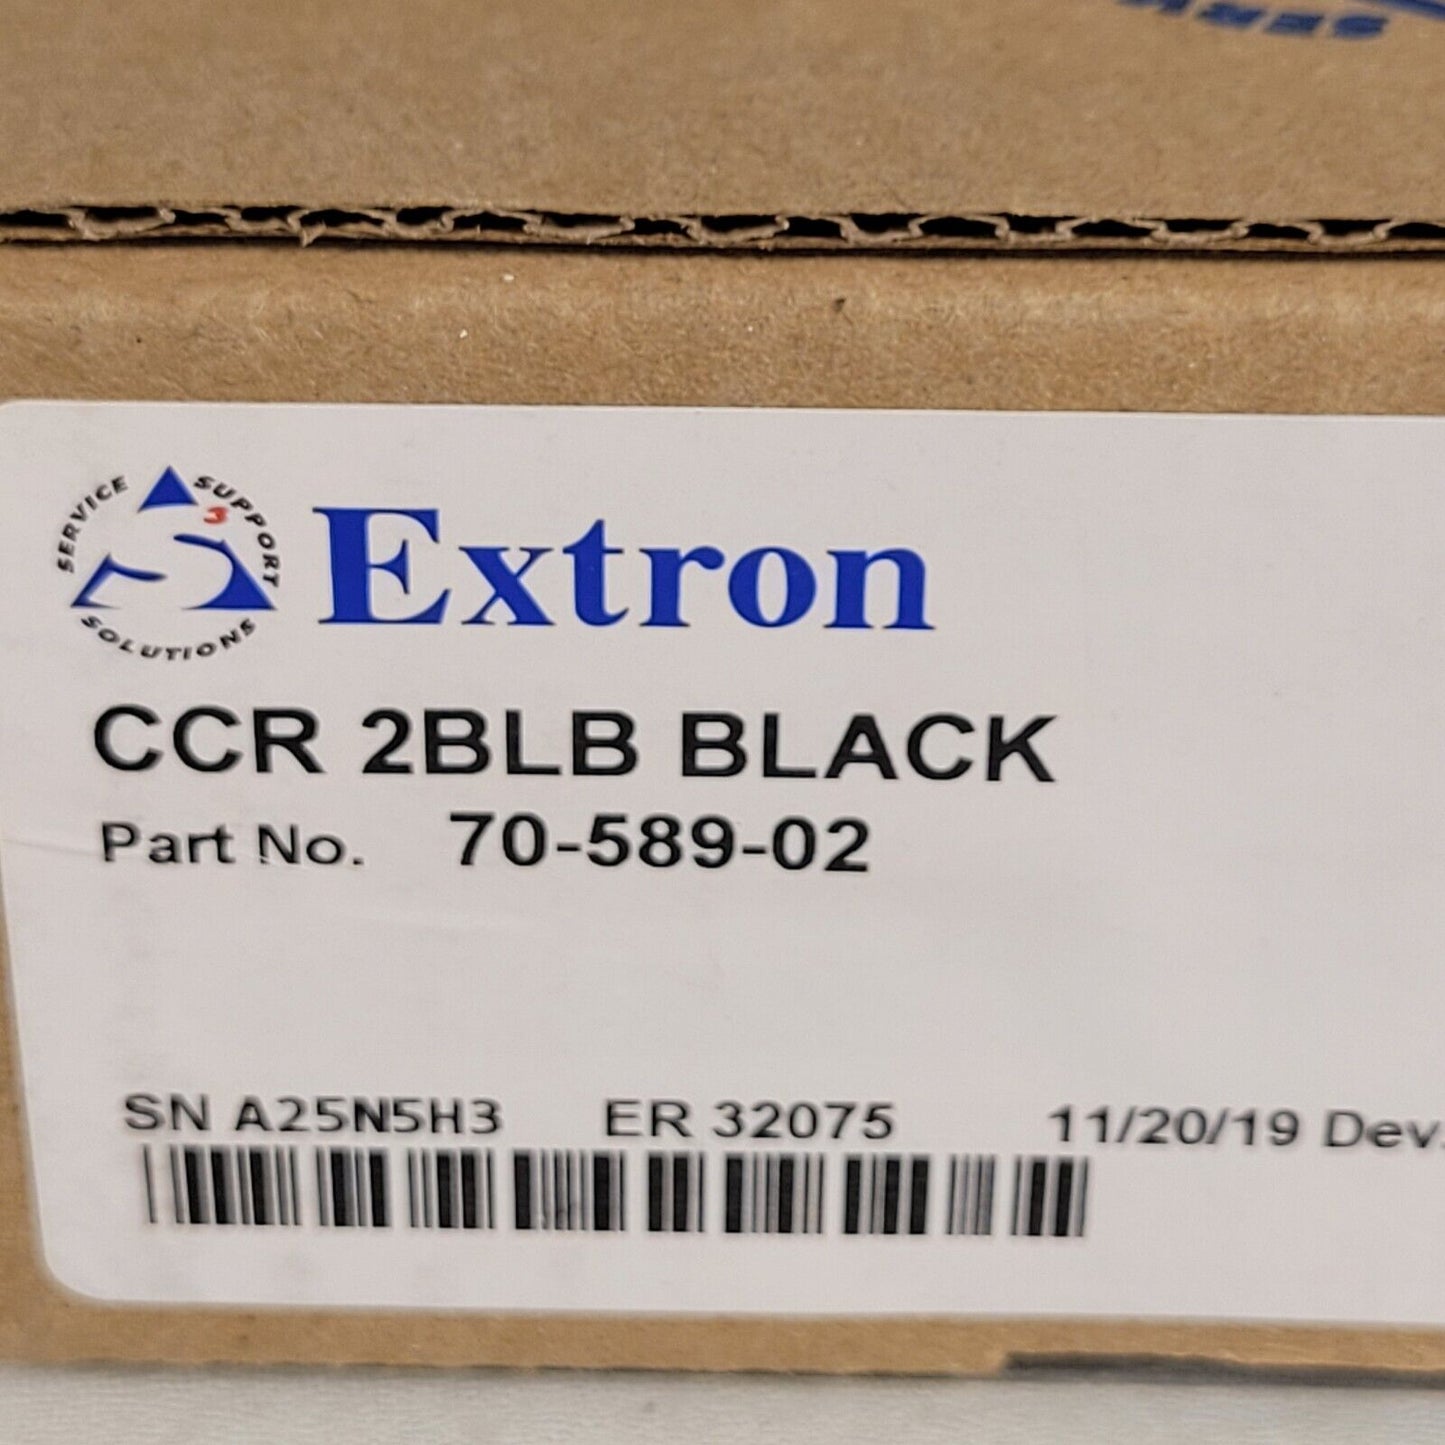 SERV
SERVICE SUPPORT SOLUTIONS
3
Extron
CCR 2BLB BLACK
Part No. 70-589-02
SN A25N5H3 ER 32075 11/20/19 Dev.